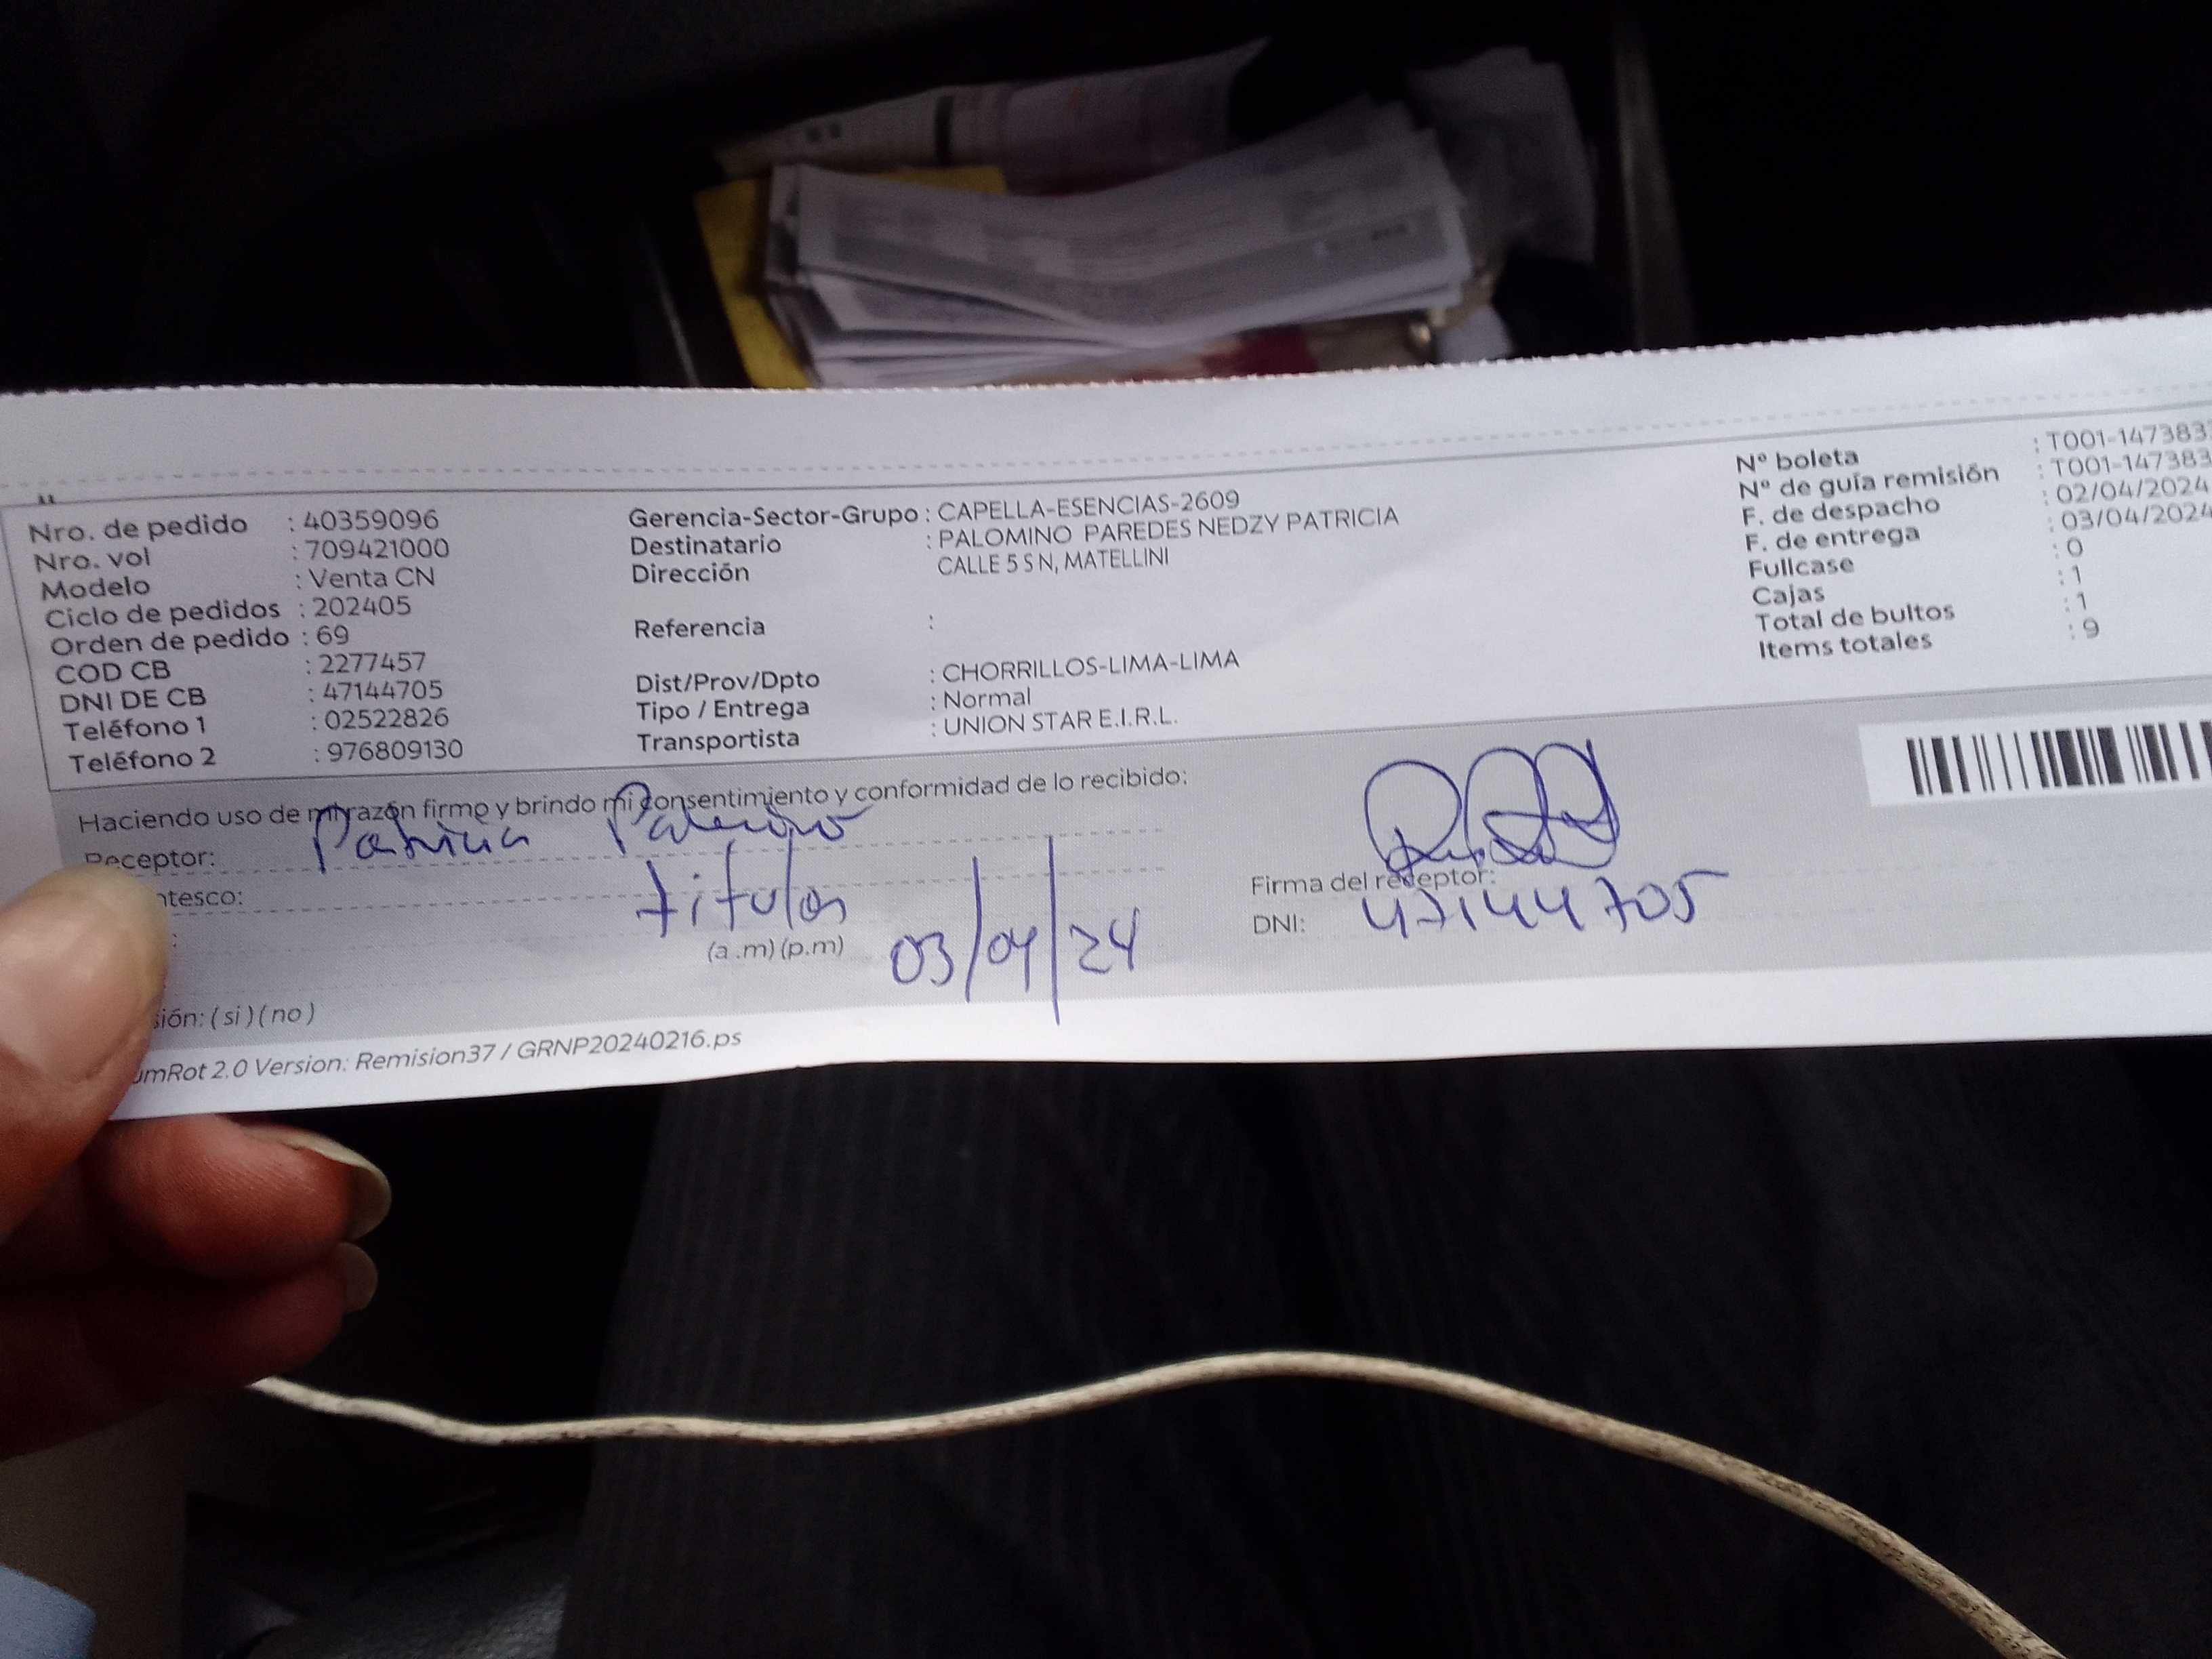 Nro. de pedido : 40359096
Nro. vol : 709421000
Modelo : Venta CN
Ciclo de pedidos : 202405
Orden de pedido : 69
COD CB : 2277457
DNI DE CB : 47144705
Teléfono 1 : 02522826
Teléfono 2 : 976809130
Gerencia-Sector-Grupo : CAPELLA-ESENCIAS-2609
Destinatario : PALOMINO PAREDES NEDZY PATRICIA
Dirección CALLE 5 S N, MATELLINI
Referencia :
Dist/Prov/Dpto : CHORRILLOS-LIMA-LIMA
Tipo / Entrega : Normal
Transportista : UNION STAR E.I.R.L.
Nº boleta : T001-147383
Nº de guía remisión : T001-147383
F. de despacho : 02/04/2024
F. de entrega : 03/04/2024
Fullcase : 0
Cajas : 1
Total de bultos : 1
Items totales : 9
Haciendo uso de mi razón firmo y brindo mi consentimiento y conformidad de lo recibido:
Receptor: Patricia Palomino
ntesco: titular
(a .m) (p.m) 03/04/24
Firma del receptor:
DNI: 47144705
sión: ( si ) ( no )
umRot 2.0 Version: Remision37 / GRNP20240216.ps